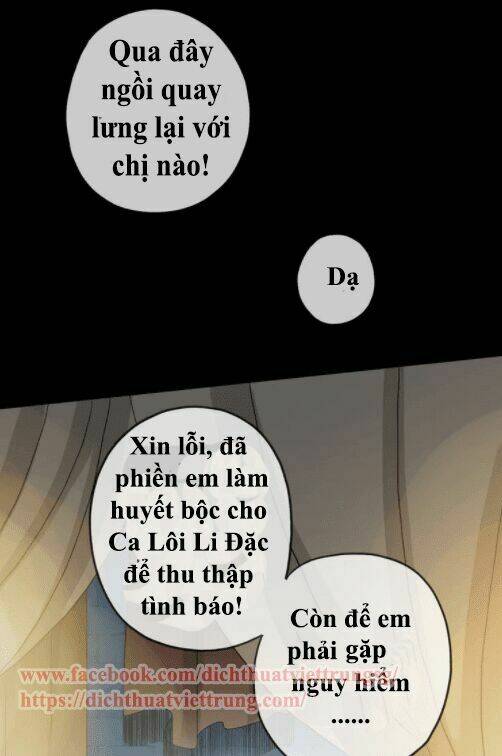 Qua đây
ngồi quay
lưng lại với
chị nào!
Dạ
Xin lỗi, đã
phiền em làm
huyết bộc cho
Ca Lôi Li Đặc
để thu thập
tình báo!
Còn để em
phải gặp
nguy hiểm
......
www.facebook.com/dichthuatviettrung
https://dichthuatviettrung.com/